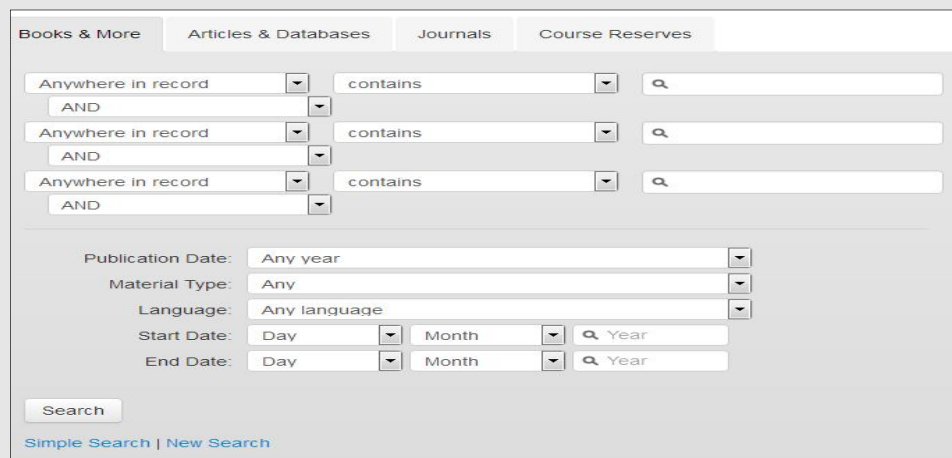 Books & More Articles & Databases Journals Course Reserves
Anywhere in record contains
AND
Anywhere in record contains
AND
Anywhere in record contains
AND
Publication Date: Any year
Material Type: Any
Language: Any language
Start Date: Day Month Year
End Date: Day Month Year
Search
Simple Search | New Search